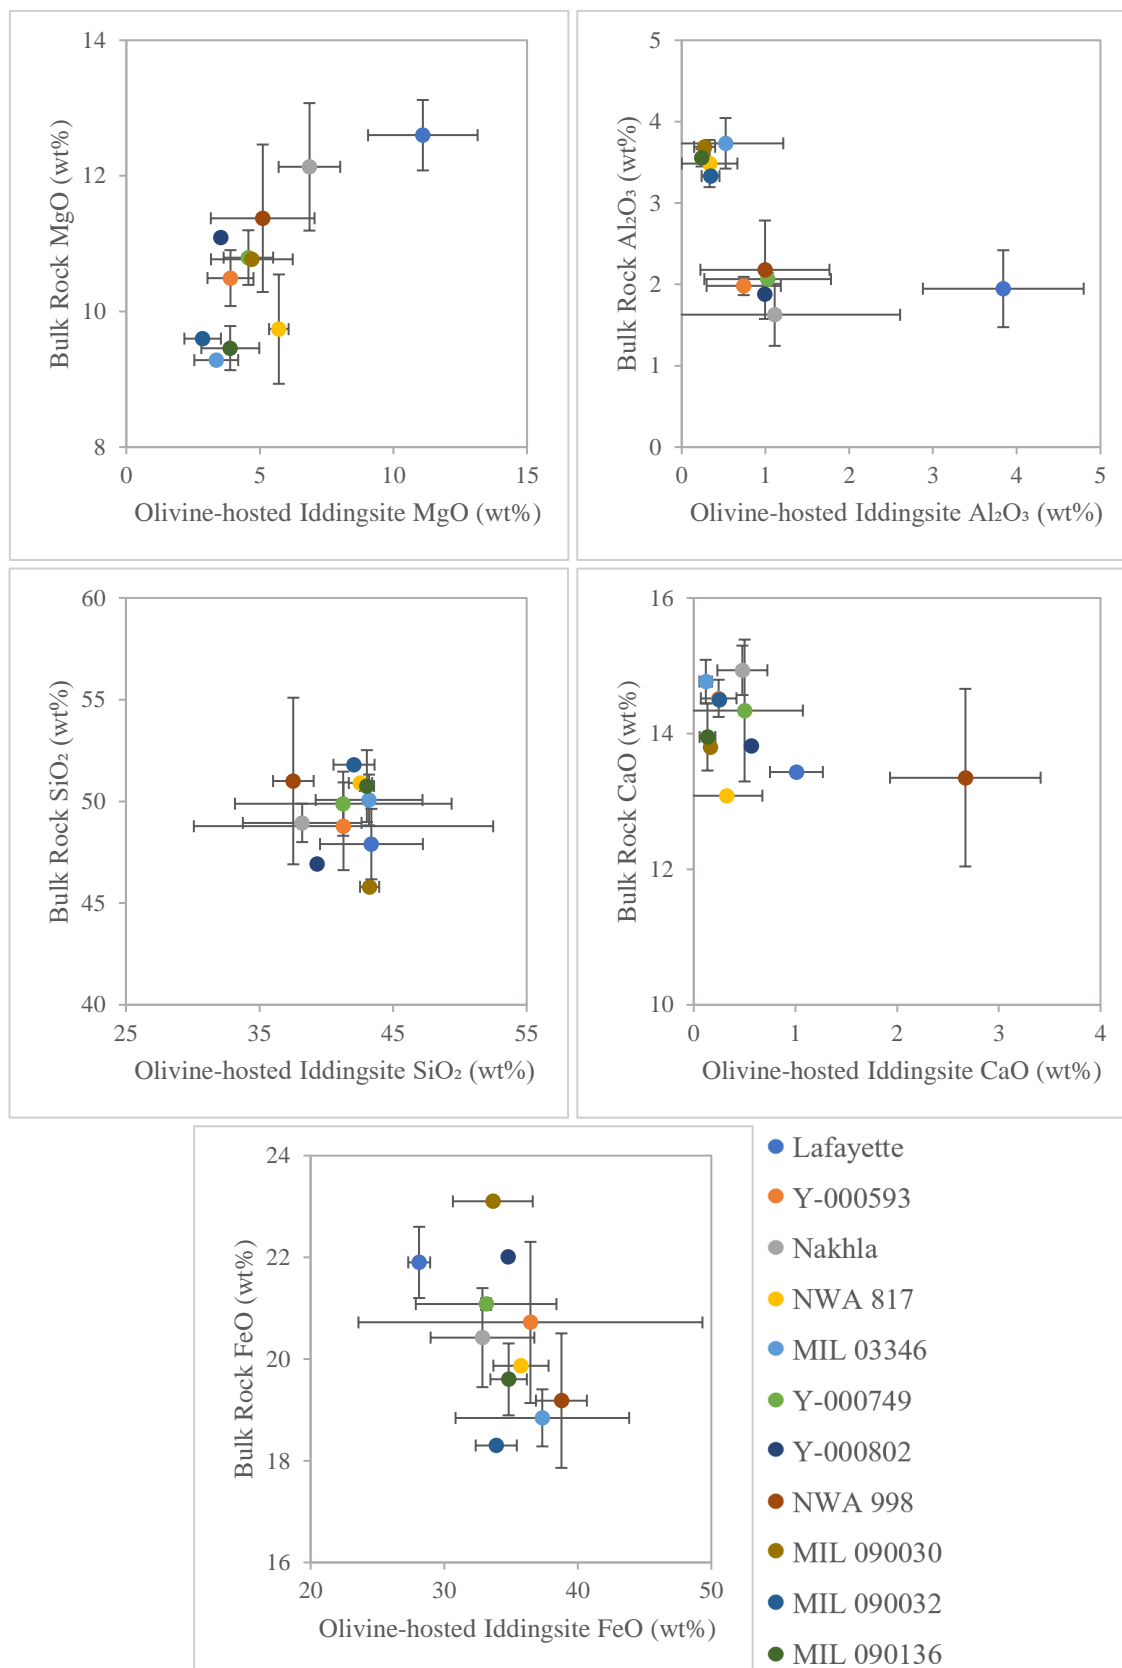 14
12
10
8
0
5
10
15
Bulk Rock MgO (wt%)
Olivine-hosted Iddingsite MgO (wt%)
5
4
3
2
1
0
0
1
2
3
4
5
Bulk Rock Al₂O₃ (wt%)
Olivine-hosted Iddingsite Al₂O₃ (wt%)
60
55
50
45
40
25
35
45
55
Bulk Rock SiO₂ (wt%)
Olivine-hosted Iddingsite SiO₂ (wt%)
16
14
12
10
0
1
2
3
4
Bulk Rock CaO (wt%)
Olivine-hosted Iddingsite CaO (wt%)
24
22
20
18
16
20
30
40
50
Bulk Rock FeO (wt%)
Olivine-hosted Iddingsite FeO (wt%)
Lafayette
Y-000593
Nakhla
NWA 817
MIL 03346
Y-000749
Y-000802
NWA 998
MIL 090030
MIL 090032
MIL 090136